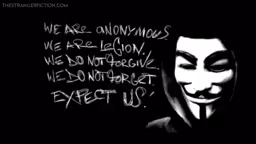 THESTRANGERFICTION.COM
WE ARE ANONYMOUS
WE ARE LEGION,
WE DO NOT FORGIVE,
WE DO NOT FORGET
EXPECT US!